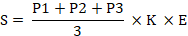 S = (P1 + P2 + P3) / 3 × K × E